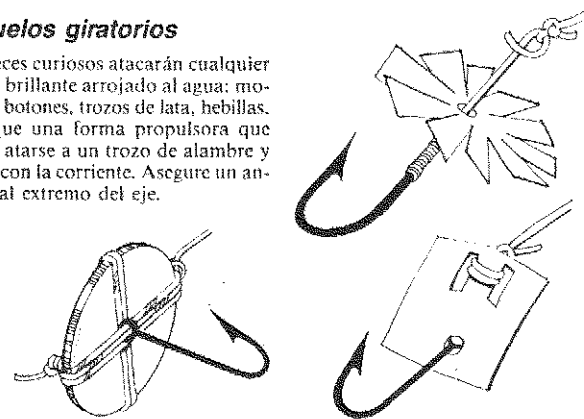 uelos giratorios
eces curiosos atacarán cualquier
brillante arrojado al agua: mo-
botones, trozos de lata, hebillas.
ue una forma propulsora que
atarse a un trozo de alambre y
con la corriente. Asegure un an-
al extremo del eje.